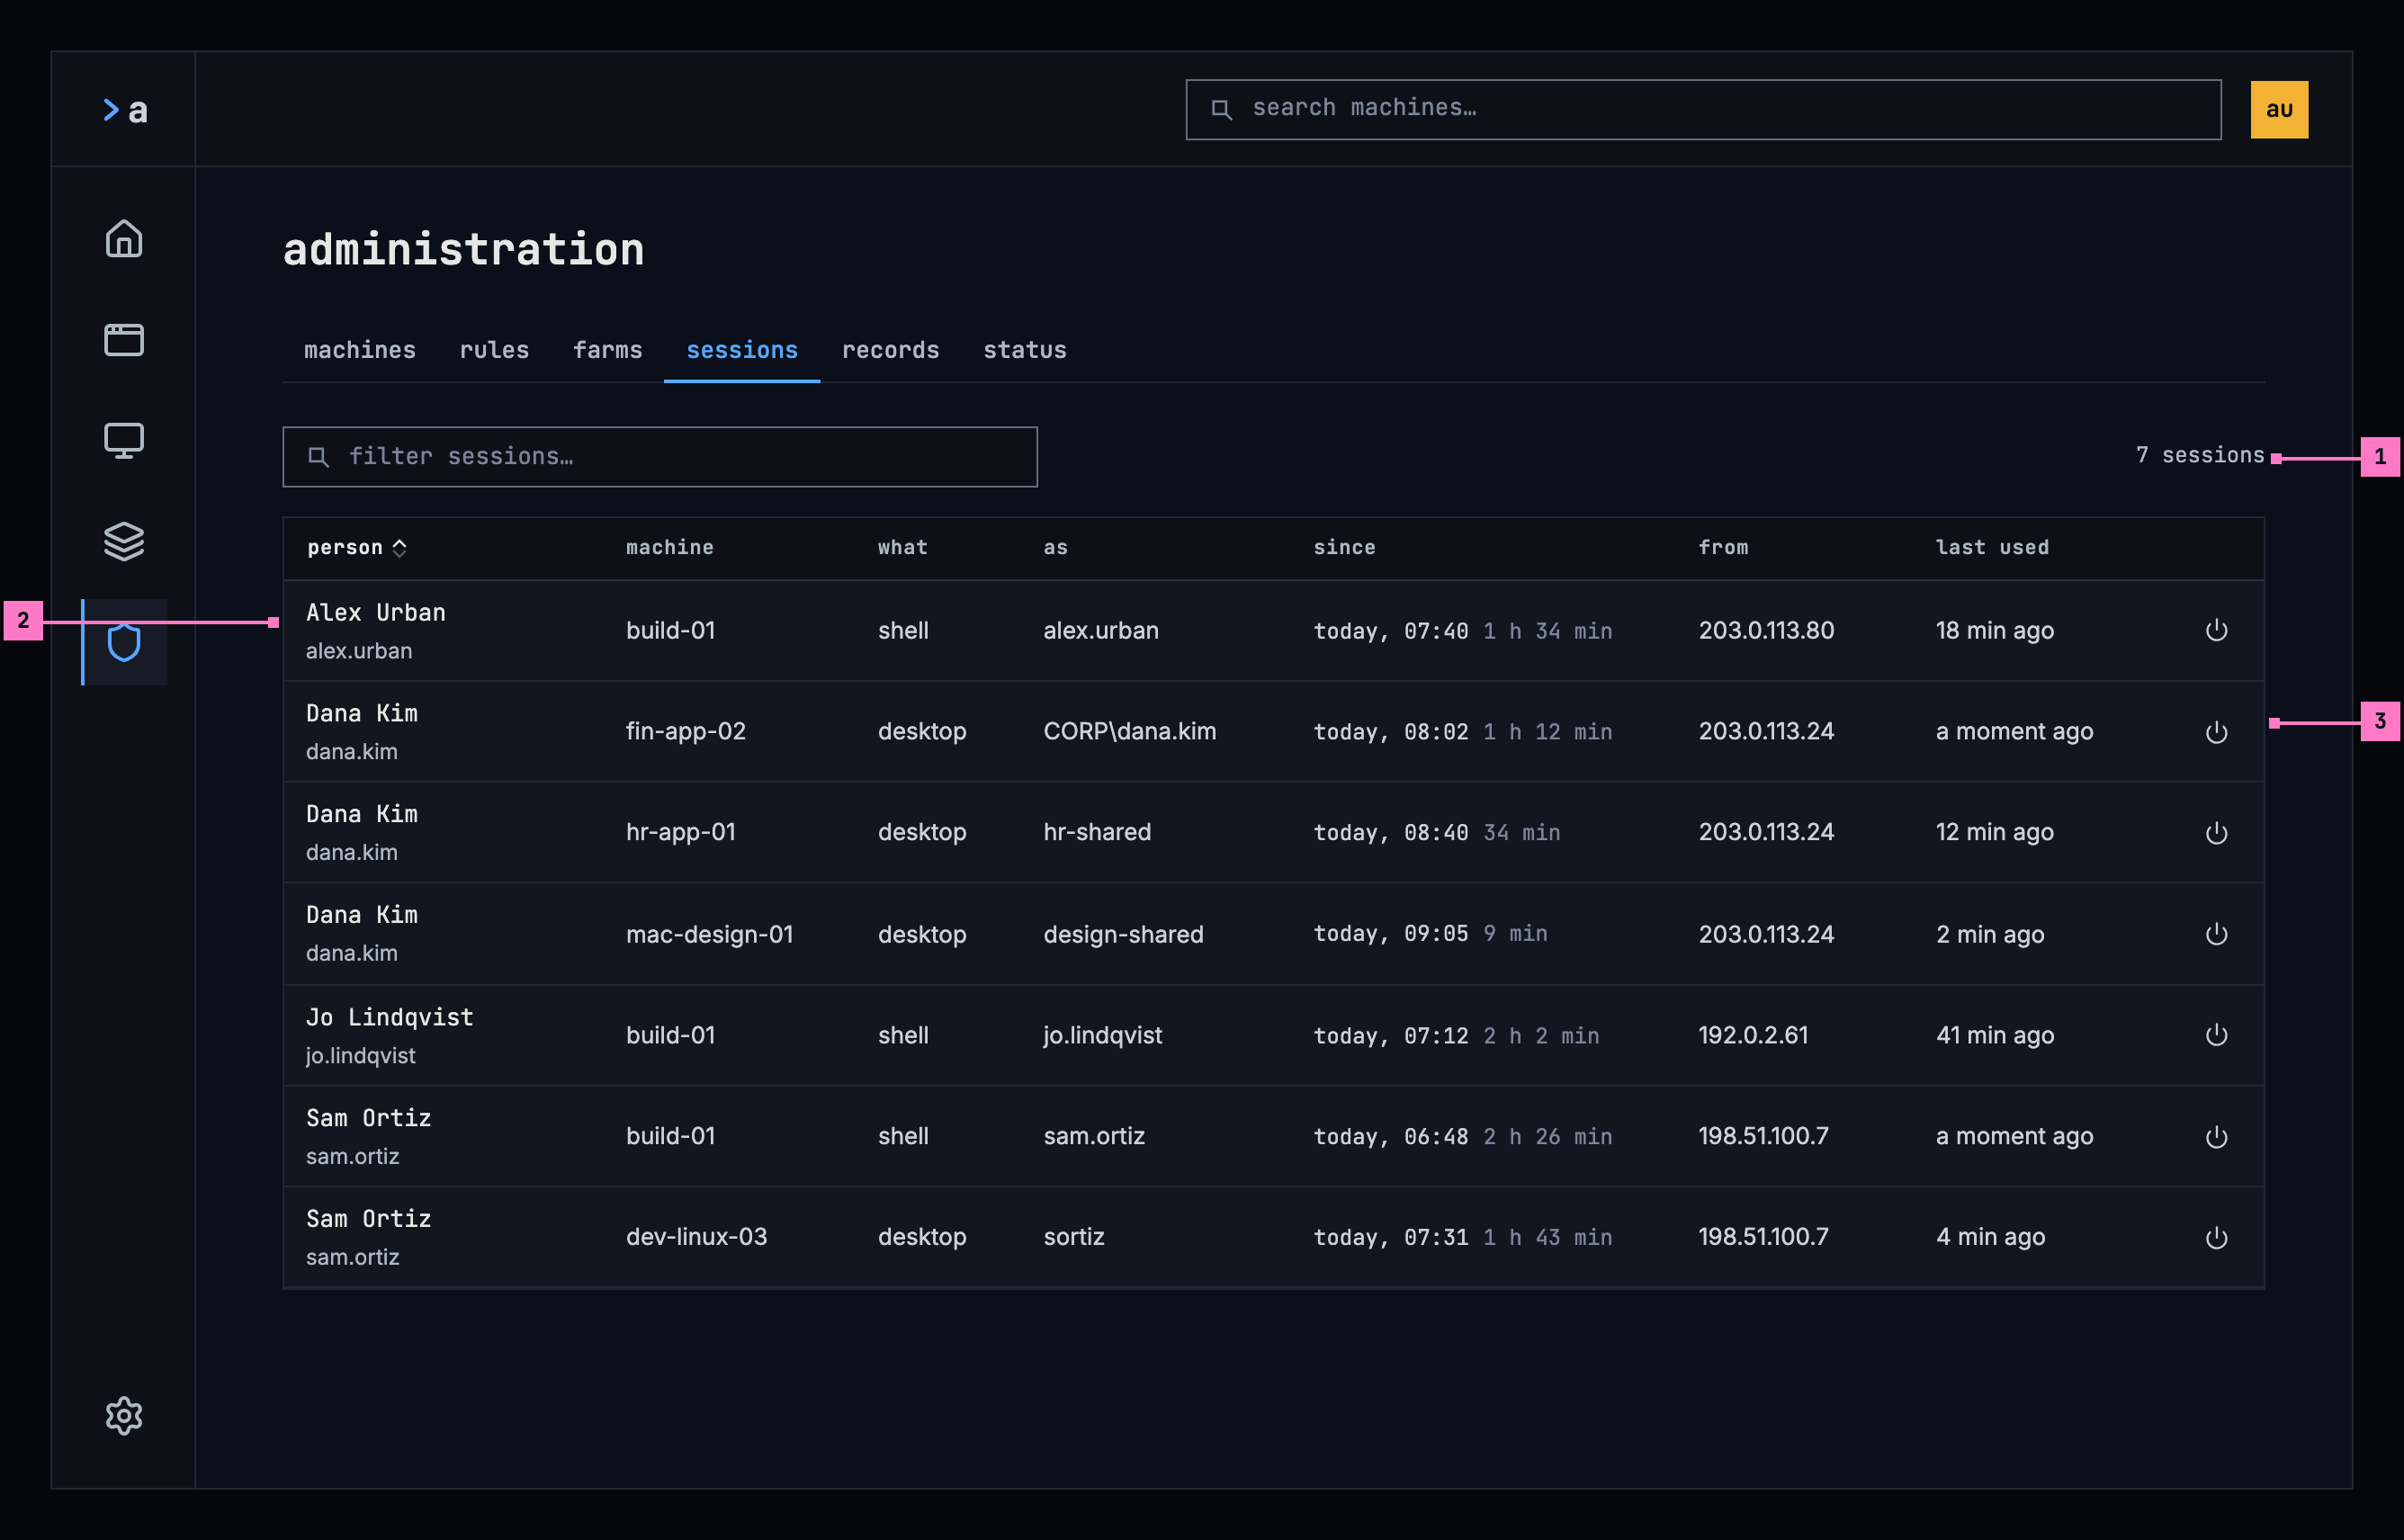 > a
search machines…
au
administration
machines rules farms sessions records status
filter sessions…
7 sessions
1
person machine what as since from last used
2
Alex Urban
alex.urban
build-01 shell alex.urban today, 07:40 1 h 34 min 203.0.113.80 18 min ago
Dana Kim
dana.kim
fin-app-02 desktop CORP\dana.kim today, 08:02 1 h 12 min 203.0.113.24 a moment ago
3
Dana Kim
dana.kim
hr-app-01 desktop hr-shared today, 08:40 34 min 203.0.113.24 12 min ago
Dana Kim
dana.kim
mac-design-01 desktop design-shared today, 09:05 9 min 203.0.113.24 2 min ago
Jo Lindqvist
jo.lindqvist
build-01 shell jo.lindqvist today, 07:12 2 h 2 min 192.0.2.61 41 min ago
Sam Ortiz
sam.ortiz
build-01 shell sam.ortiz today, 06:48 2 h 26 min 198.51.100.7 a moment ago
Sam Ortiz
sam.ortiz
dev-linux-03 desktop sortiz today, 07:31 1 h 43 min 198.51.100.7 4 min ago